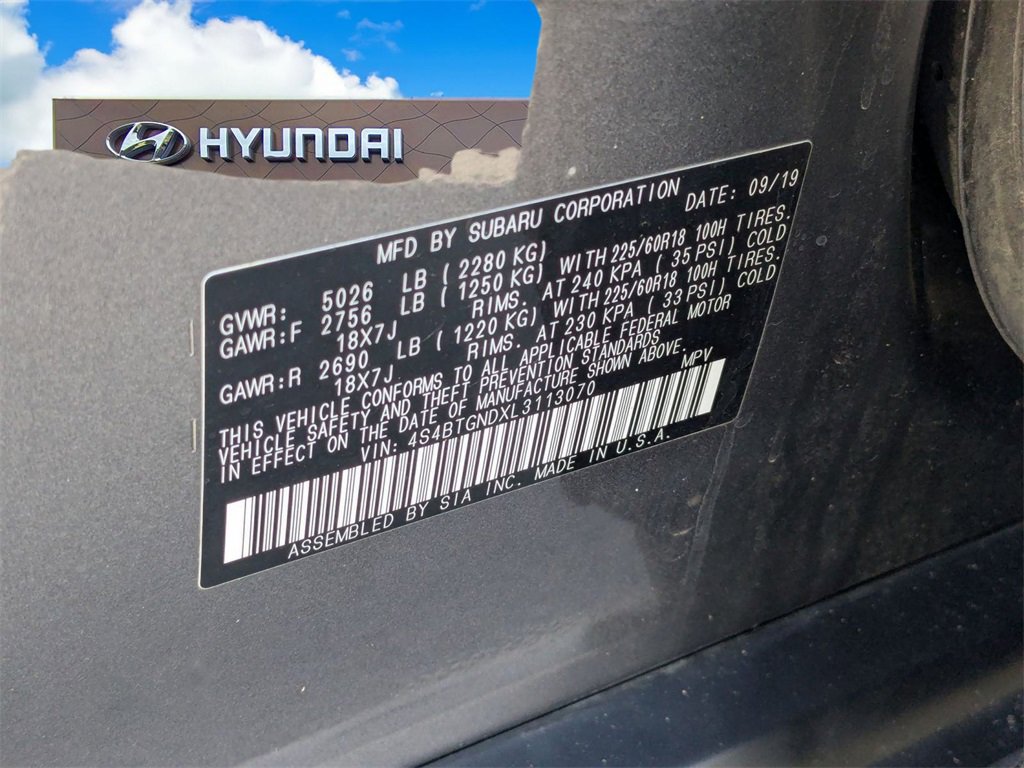 HYUNDAI
MFD BY SUBARU CORPORATION DATE: 09/19
GVWR: 5026 LB ( 2280 KG)
GAWR:F 2756 LB ( 1250 KG) WITH 225/60R18 100H TIRES.
18X7J RIMS. AT 240 KPA ( 35 PSI) COLD
GAWR:R 2690 LB ( 1220 KG) WITH 225/60R18 100H TIRES.
18X7J RIMS. AT 230 KPA ( 33 PSI) COLD
THIS VEHICLE CONFORMS TO ALL APPLICABLE FEDERAL MOTOR
VEHICLE SAFETY AND THEFT PREVENTION STANDARDS
IN EFFECT ON THE DATE OF MANUFACTURE SHOWN ABOVE.
VIN: 4S4BTGNDXL3113070 MPV
ASSEMBLED BY SIA INC. MADE IN U.S.A.